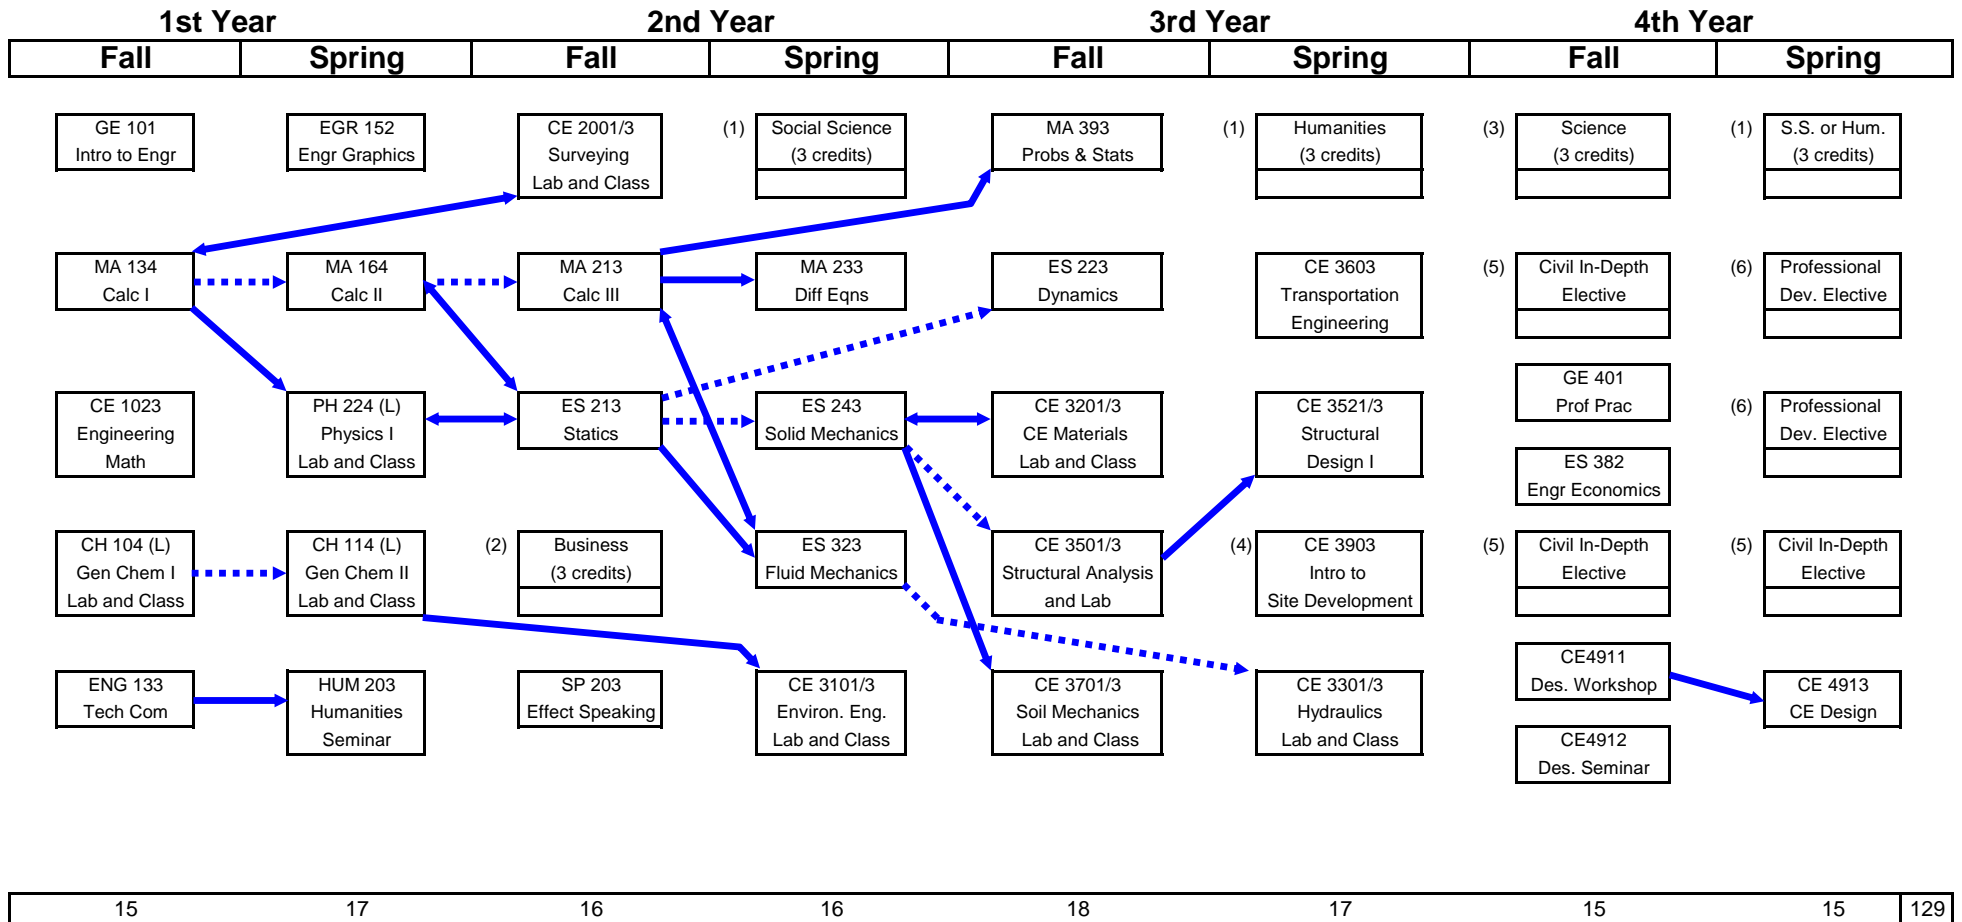 1st Year
2nd Year
3rd Year
4th Year
Fall
Spring
Fall
Spring
Fall
Spring
Fall
Spring
GE 101
Intro to Engr
EGR 152
Engr Graphics
CE 2001/3
Surveying
Lab and Class
(1)
Social Science
(3 credits)
MA 393
Probs & Stats
(1)
Humanities
(3 credits)
(3)
Science
(3 credits)
(1)
S.S. or Hum.
(3 credits)
MA 134
Calc I
MA 164
Calc II
MA 213
Calc III
MA 233
Diff Eqns
ES 223
Dynamics
CE 3603
Transportation
Engineering
(5)
Civil In-Depth
Elective
(6)
Professional
Dev. Elective
GE 401
Prof Prac
CE 1023
Engineering
Math
PH 224 (L)
Physics I
Lab and Class
ES 213
Statics
ES 243
Solid Mechanics
CE 3201/3
CE Materials
Lab and Class
CE 3521/3
Structural
Design I
(6)
Professional
Dev. Elective
ES 382
Engr Economics
CH 104 (L)
Gen Chem I
Lab and Class
CH 114 (L)
Gen Chem II
Lab and Class
(2)
Business
(3 credits)
ES 323
Fluid Mechanics
CE 3501/3
Structural Analysis
and Lab
(4)
CE 3903
Intro to
Site Development
(5)
Civil In-Depth
Elective
(5)
Civil In-Depth
Elective
CE4911
Des. Workshop
ENG 133
Tech Com
HUM 203
Humanities
Seminar
SP 203
Effect Speaking
CE 3101/3
Environ. Eng.
Lab and Class
CE 3701/3
Soil Mechanics
Lab and Class
CE 3301/3
Hydraulics
Lab and Class
CE 4913
CE Design
CE4912
Des. Seminar
15
17
16
16
18
17
15
15
129